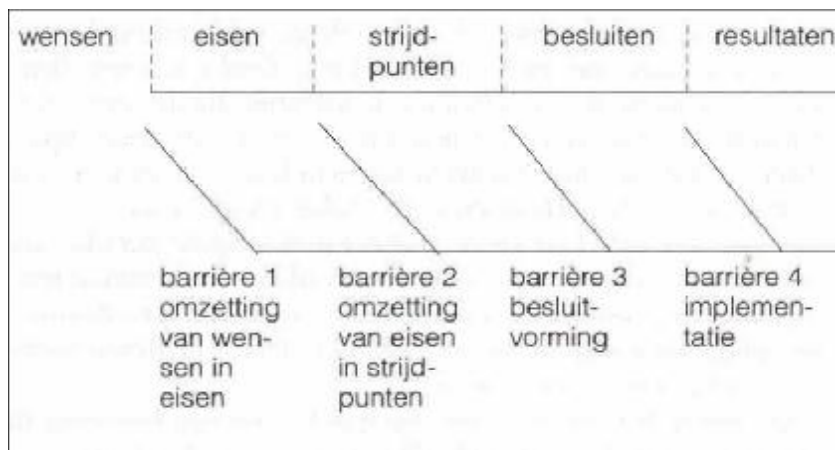 wensen eisen strijd- besluiten resultaten
punten
barrière 1 barrière 2 barrière 3 barrière 4
omzetting omzetting besluit- implemen-
van wen- van eisen vorming tatie
sen in in strijd-
eisen punten